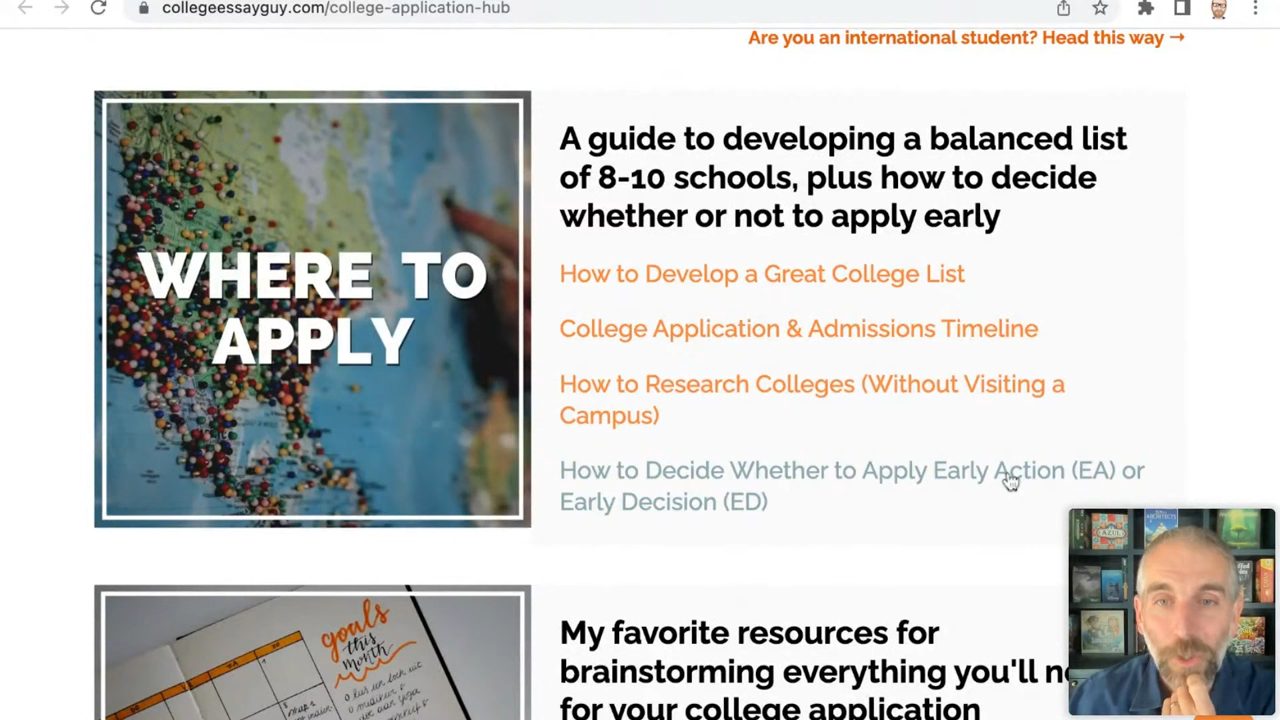 collegeessayguy.com/college-application-hub
Are you an international student? Head this way →
WHERE TO
APPLY
A guide to developing a balanced list
of 8-10 schools, plus how to decide
whether or not to apply early
How to Develop a Great College List
College Application & Admissions Timeline
How to Research Colleges (Without Visiting a
Campus)
How to Decide Whether to Apply Early Action (EA) or
Early Decision (ED)
goals
this
month
My favorite resources for
brainstorming everything you'll
for your college application
AZUL